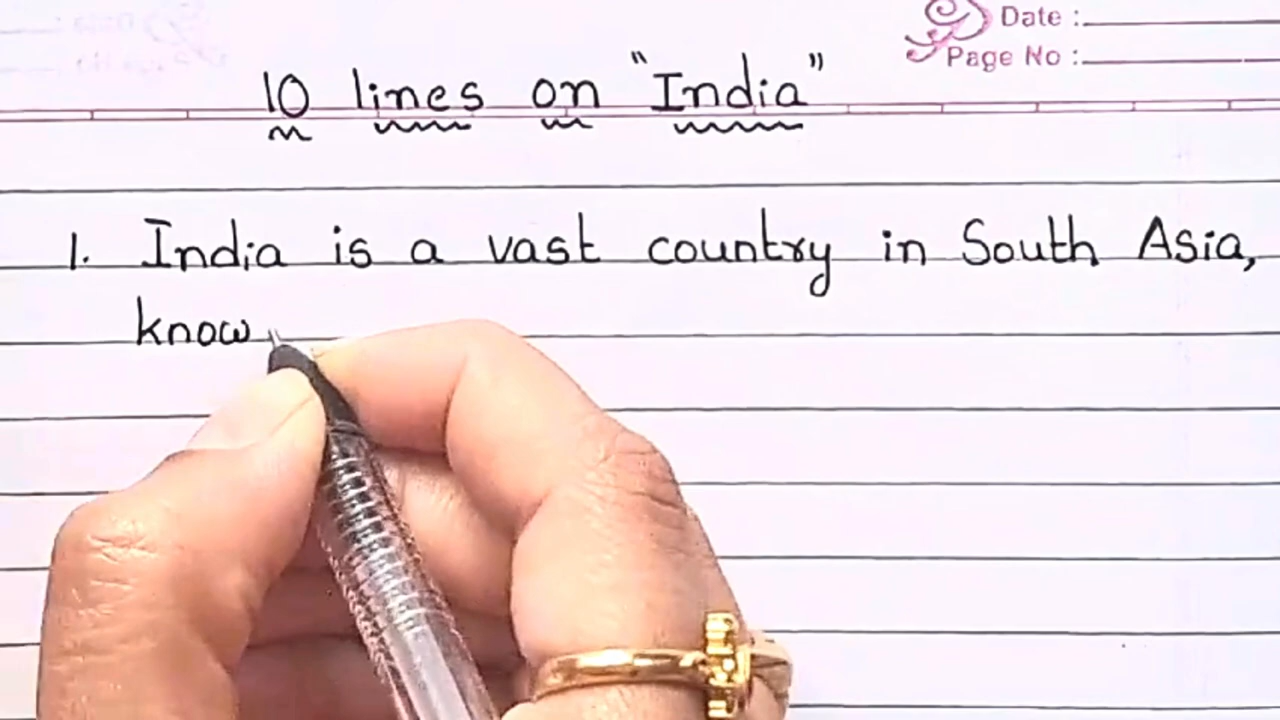 Date :
Page No :
10 lines on "India"
1. India is a vast country in South Asia,
know